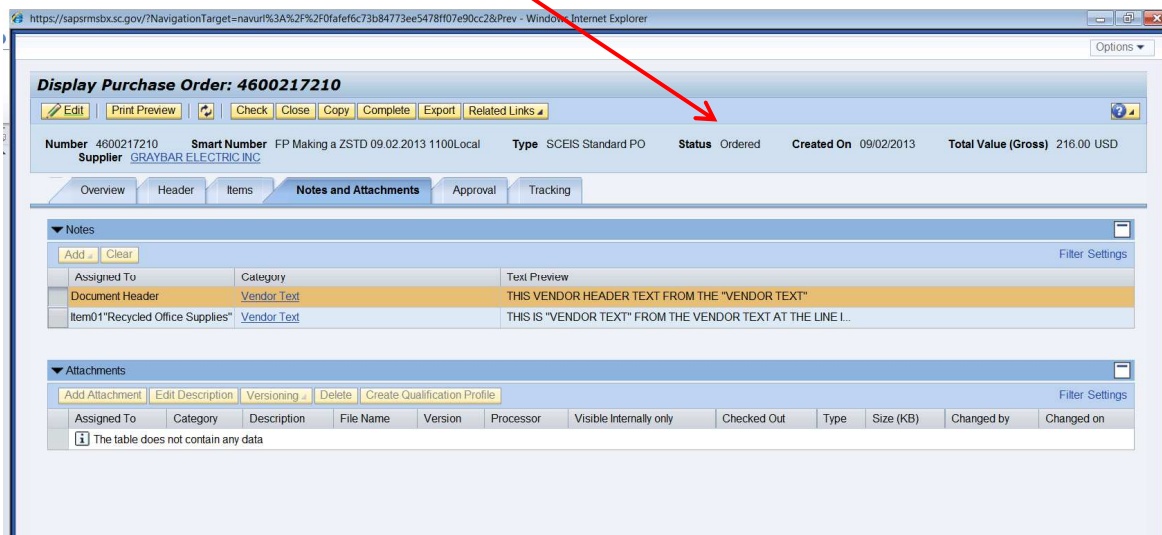 https://sapsrmsbx.sc.gov/?NavigationTarget=navurl%3A%2F%2F0fafef6c73b84773ee5478ff07e90cc2&Prev - Windows Internet Explorer
Options
Display Purchase Order: 4600217210
Edit Print Preview Check Close Copy Complete Export Related Links
Number 4600217210 Smart Number FP Making a ZSTD 09.02.2013 1100Local Type SCEIS Standard PO Status Ordered Created On 09/02/2013 Total Value (Gross) 216.00 USD
Supplier GRAYBAR ELECTRIC INC
Overview Header Items Notes and Attachments Approval Tracking
Notes
Add Clear Filter Settings
Assigned To Category Text Preview
Document Header Vendor Text THIS VENDOR HEADER TEXT FROM THE "VENDOR TEXT"
Item01"Recycled Office Supplies" Vendor Text THIS IS "VENDOR TEXT" FROM THE VENDOR TEXT AT THE LINE I...
Attachments
Add Attachment Edit Description Versioning Delete Create Qualification Profile Filter Settings
Assigned To Category Description File Name Version Processor Visible Internally only Checked Out Type Size (KB) Changed by Changed on
The table does not contain any data